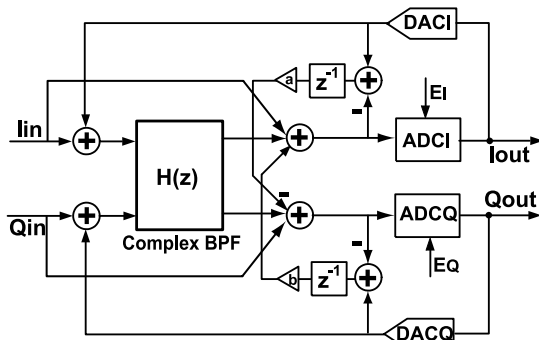 DACI
a
z⁻¹
+
-
EI
Iin
+
+
ADCI
Iout
H(z)
-
Qin
+
+
ADCQ
Qout
Complex BPF
-
b
z⁻¹
+
EQ
DACQ